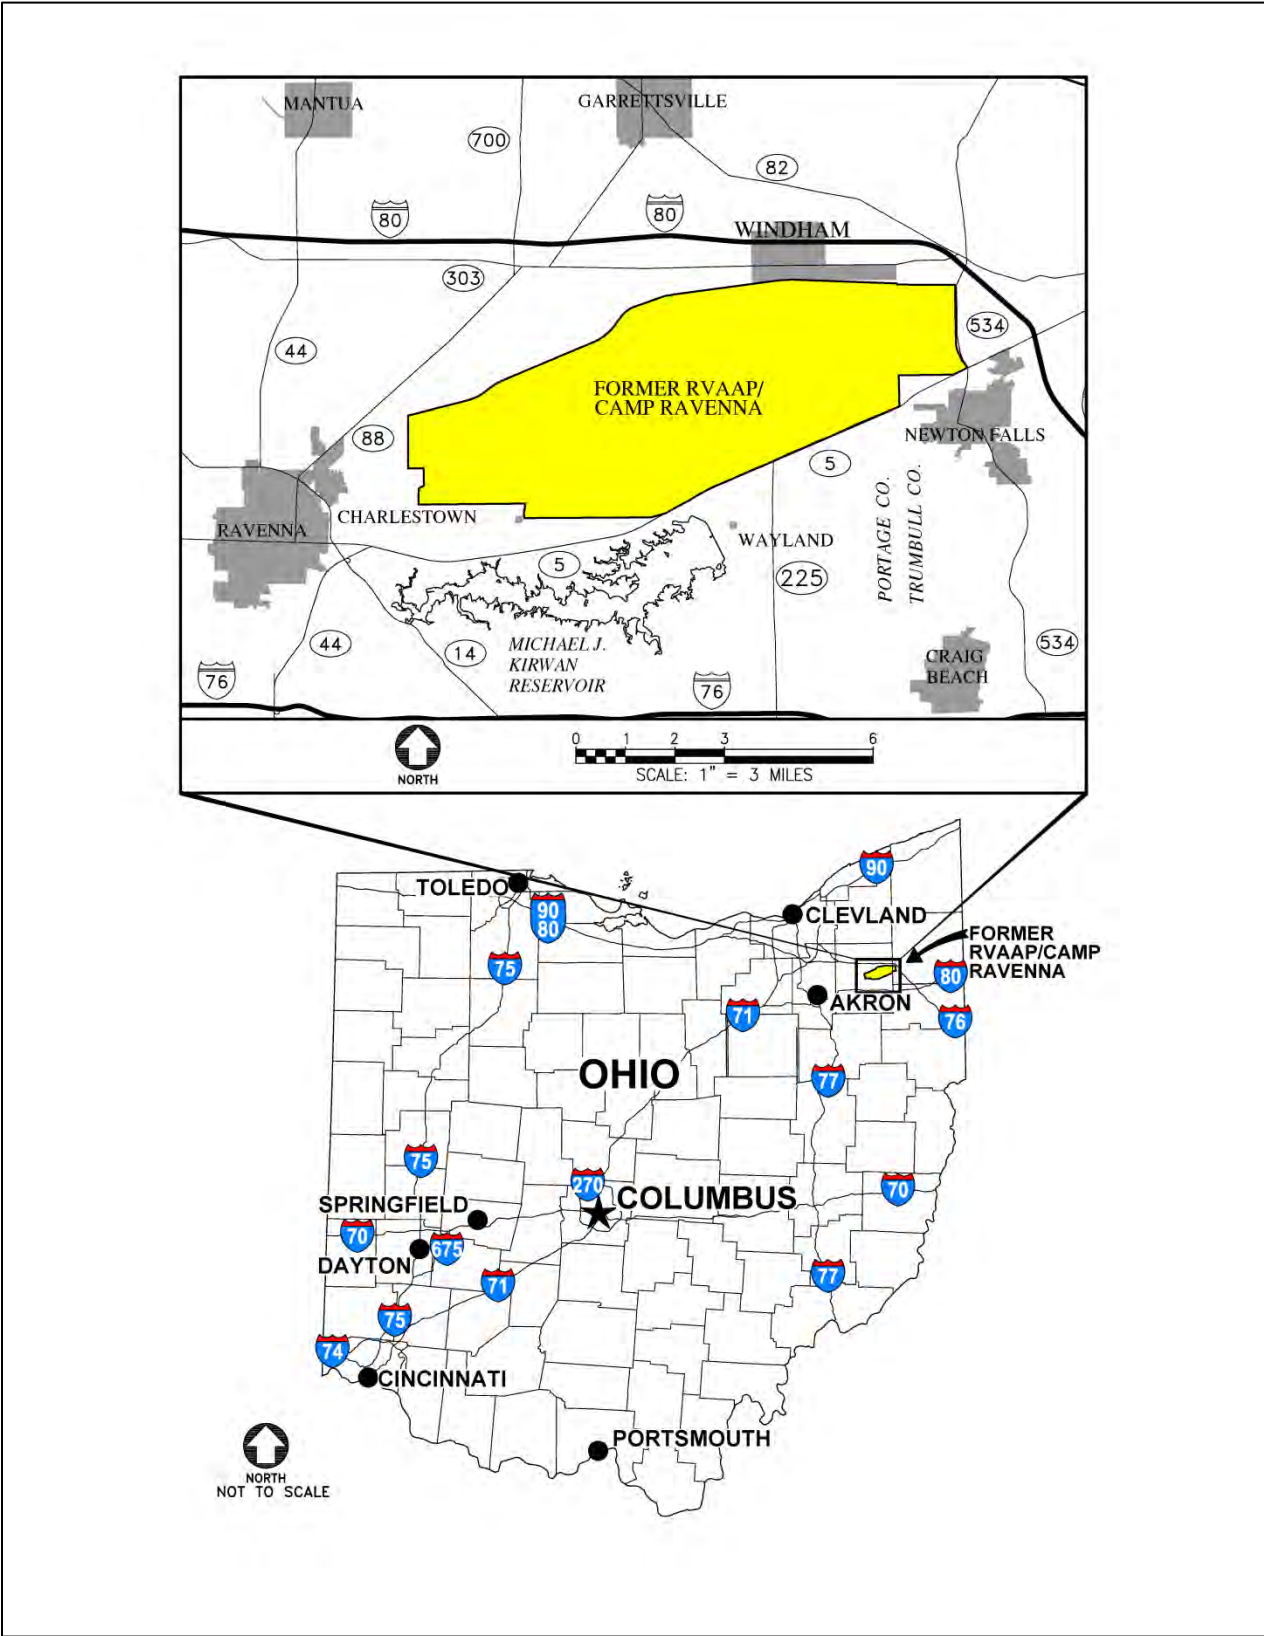 MANTUA
GARRETTSVILLE
700
82
80
80
WINDHAM
303
534
44
FORMER RVAAP/
CAMP RAVENNA
88
NEWTON FALLS
5
CHARLESTOWN
RAVENNA
WAYLAND
5
225
PORTAGE CO.
TRUMBULL CO.
44
14
MICHAEL J.
KIRWAN
RESERVOIR
534
CRAIG
BEACH
76
76
NORTH
0 1 2 3 6
SCALE: 1" = 3 MILES
90
TOLEDO
90
80
CLEVLAND
FORMER
RVAAP/CAMP
RAVENNA
75
80
AKRON
71
76
OHIO
77
75
270
70
COLUMBUS
SPRINGFIELD
70
675
DAYTON
71
77
75
74
CINCINNATI
PORTSMOUTH
NORTH
NOT TO SCALE